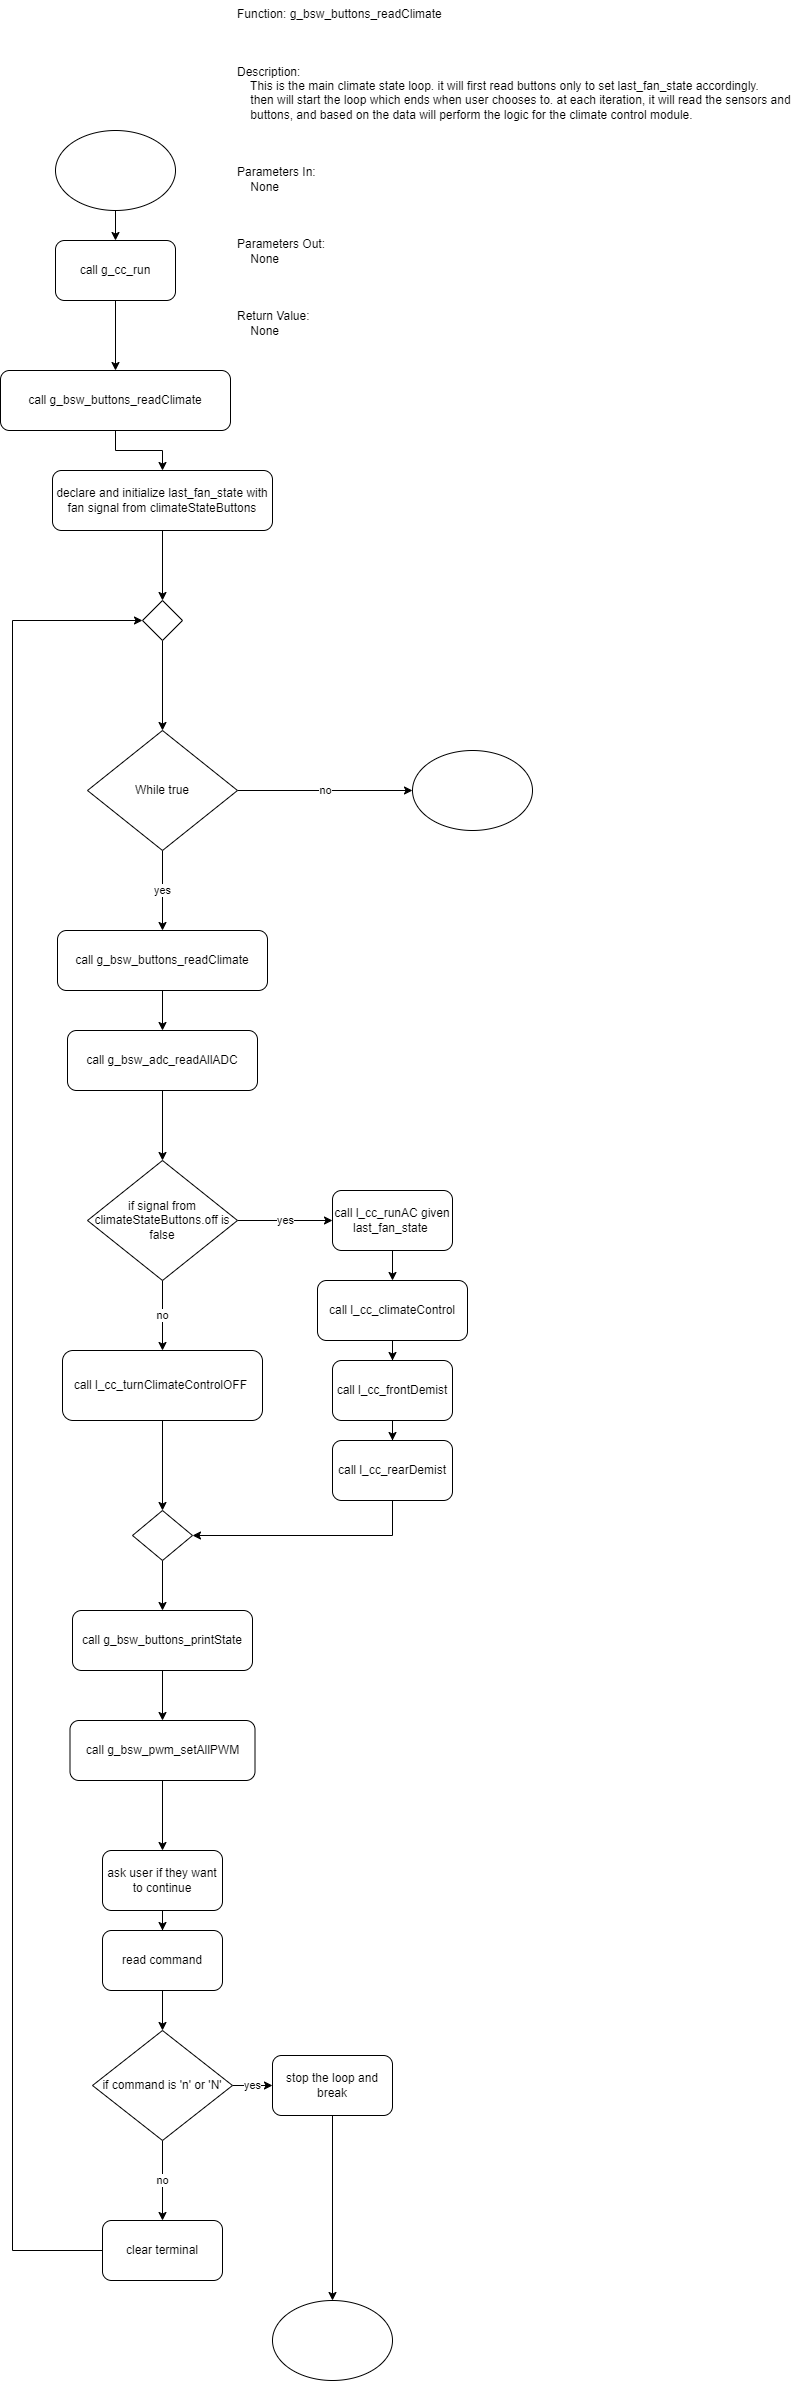 Function: g_bsw_buttons_readClimate
Description:
This is the main climate state loop. it will first read buttons only to set last_fan_state accordingly.
then will start the loop which ends when user chooses to. at each iteration, it will read the sensors and
buttons, and based on the data will perform the logic for the climate control module.
Parameters In:
None
Parameters Out:
None
Return Value:
None
call g_cc_run
call g_bsw_buttons_readClimate
declare and initialize last_fan_state with
fan signal from climateStateButtons
While true
no
yes
call g_bsw_buttons_readClimate
call g_bsw_adc_readAllADC
if signal from
climateStateButtons.off is
false
yes
call l_cc_runAC given
last_fan_state
call l_cc_climateControl
call l_cc_frontDemist
call l_cc_rearDemist
no
call l_cc_turnClimateControlOFF
call g_bsw_buttons_printState
call g_bsw_pwm_setAllPWM
ask user if they want
to continue
read command
if command is 'n' or 'N'
yes
stop the loop and
break
no
clear terminal